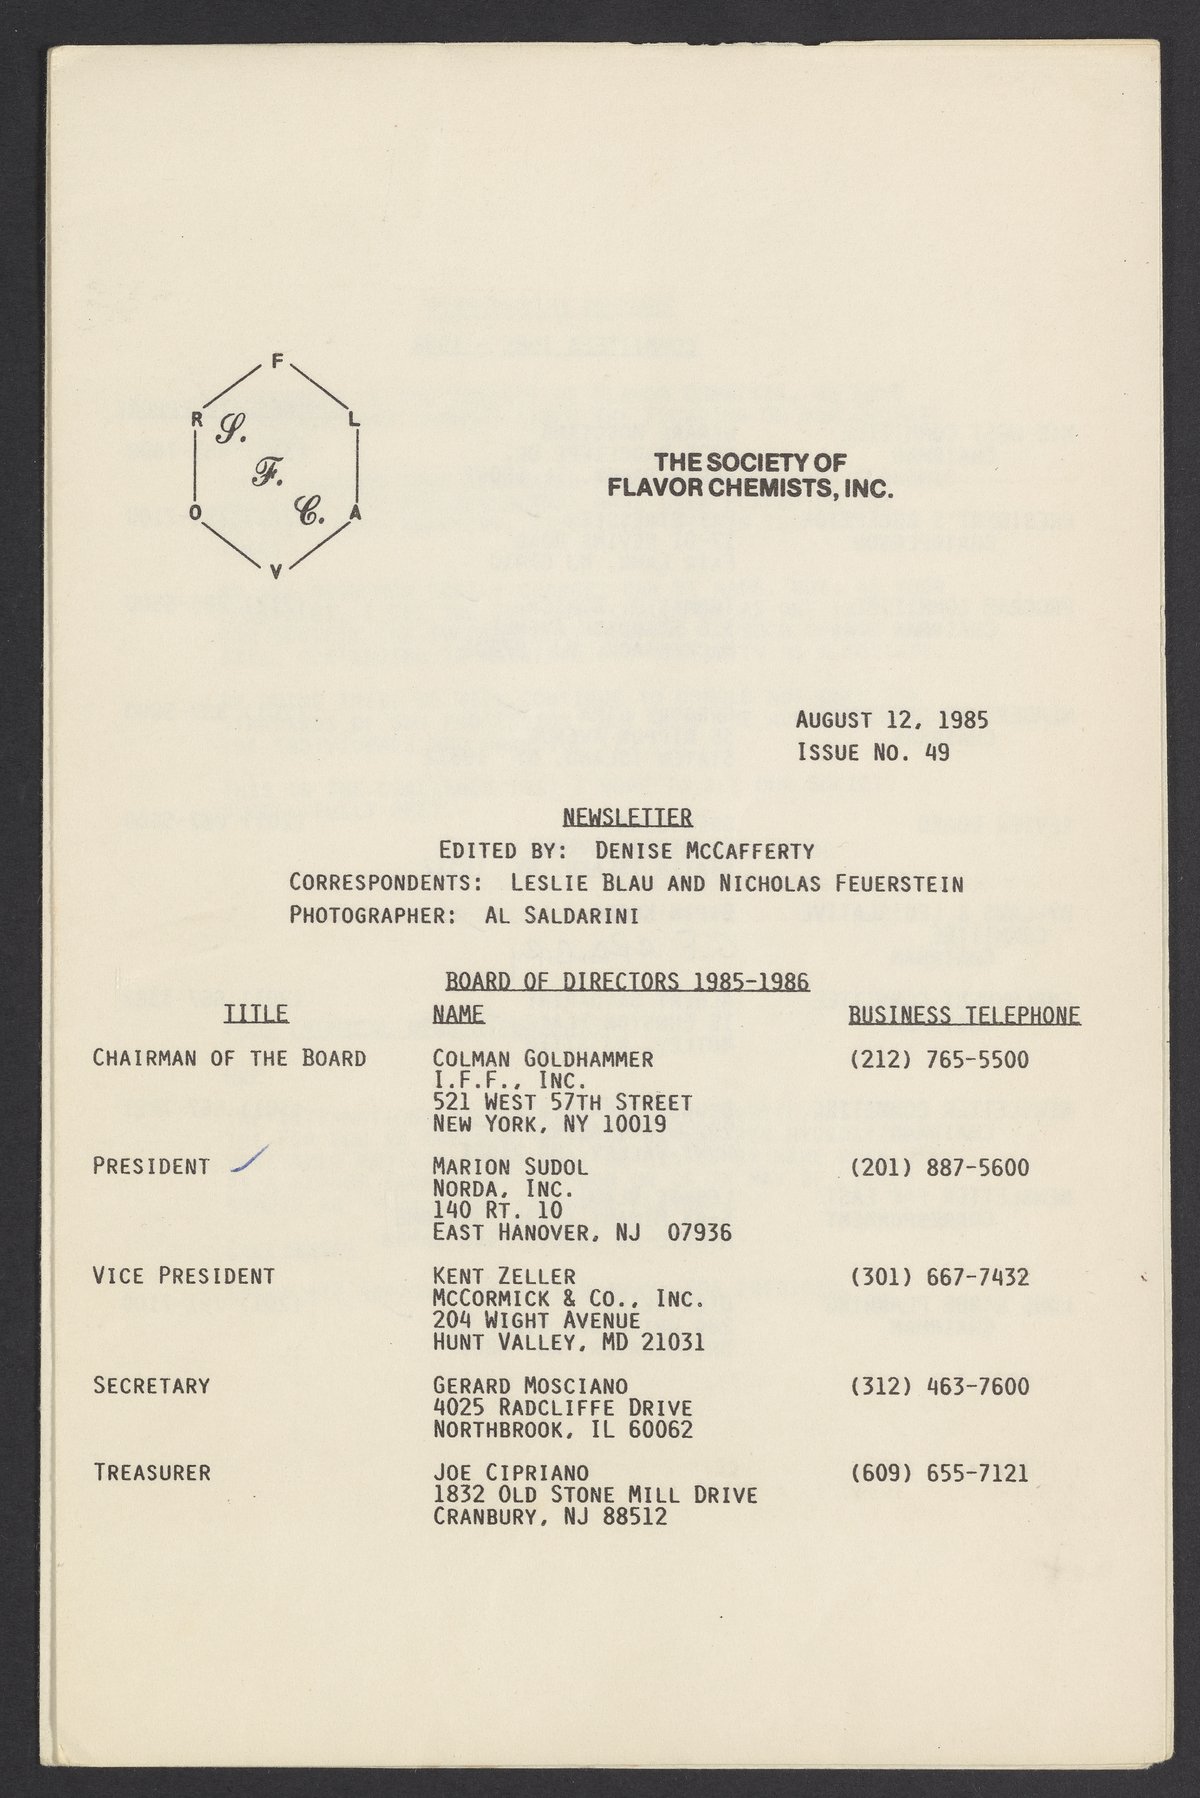 F
R L
S.
F.
C.
O A
V
THE SOCIETY OF
FLAVOR CHEMISTS, INC.
AUGUST 12, 1985
ISSUE NO. 49
NEWSLETTER
EDITED BY: DENISE MCCAFFERTY
CORRESPONDENTS: LESLIE BLAU AND NICHOLAS FEUERSTEIN
PHOTOGRAPHER: AL SALDARINI
BOARD OF DIRECTORS 1985-1986
TITLE NAME BUSINESS TELEPHONE
CHAIRMAN OF THE BOARD COLMAN GOLDHAMMER (212) 765-5500
I.F.F., INC.
521 WEST 57TH STREET
NEW YORK, NY 10019
PRESIDENT MARION SUDOL (201) 887-5600
NORDA, INC.
140 RT. 10
EAST HANOVER, NJ 07936
VICE PRESIDENT KENT ZELLER (301) 667-7432
MCCORMICK & CO., INC.
204 WIGHT AVENUE
HUNT VALLEY, MD 21031
SECRETARY GERARD MOSCIANO (312) 463-7600
4025 RADCLIFFE DRIVE
NORTHBROOK, IL 60062
TREASURER JOE CIPRIANO (609) 655-7121
1832 OLD STONE MILL DRIVE
CRANBURY, NJ 88512